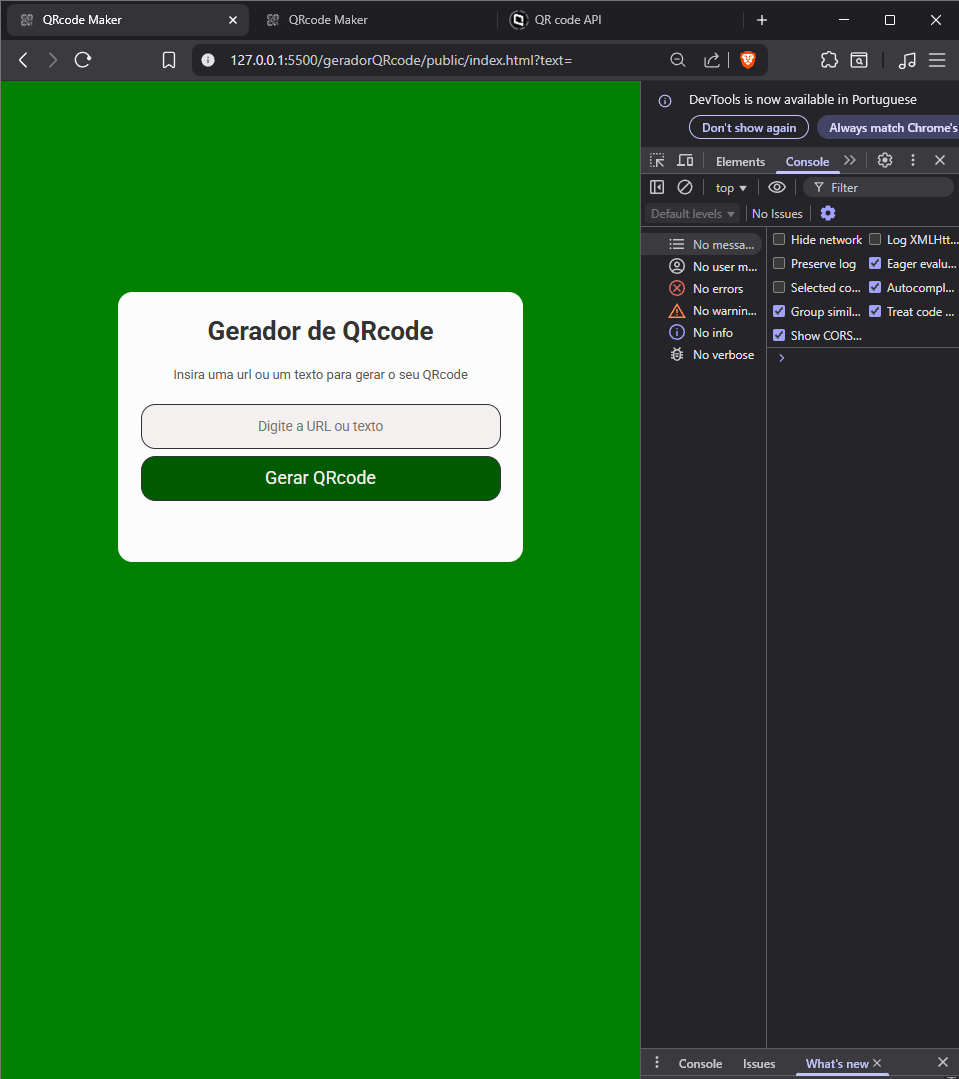 QRcode Maker
QRcode Maker
QR code API
127.0.0.1:5500/geradorQRcode/public/index.html?text=
DevTools is now available in Portuguese
Don't show again
Always match Chrome's
Elements
Console
top
Filter
Default levels
No Issues
No messa...
No user m...
No errors
No warnin...
No info
No verbose
Hide network
Log XMLHtt...
Preserve log
Eager evalu...
Selected co...
Autocompl...
Group simil...
Treat code ...
Show CORS...
Gerador de QRcode
Insira uma url ou um texto para gerar o seu QRcode
Digite a URL ou texto
Gerar QRcode
Console
Issues
What's new